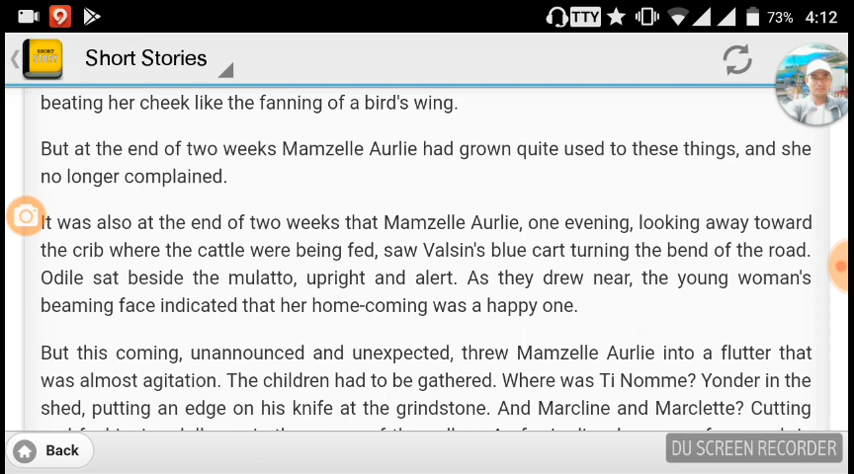 TTY 73% 4:12
SHORT
Short Stories
beating her cheek like the fanning of a bird's wing.
But at the end of two weeks Mamzelle Aurlie had grown quite used to these things, and she
no longer complained.
It was also at the end of two weeks that Mamzelle Aurlie, one evening, looking away toward
the crib where the cattle were being fed, saw Valsin's blue cart turning the bend of the road.
Odile sat beside the mulatto, upright and alert. As they drew near, the young woman's
beaming face indicated that her home-coming was a happy one.
But this coming, unannounced and unexpected, threw Mamzelle Aurlie into a flutter that
was almost agitation. The children had to be gathered. Where was Ti Nomme? Yonder in the
shed, putting an edge on his knife at the grindstone. And Marcline and Marclette? Cutting
Back
DU SCREEN RECORDER